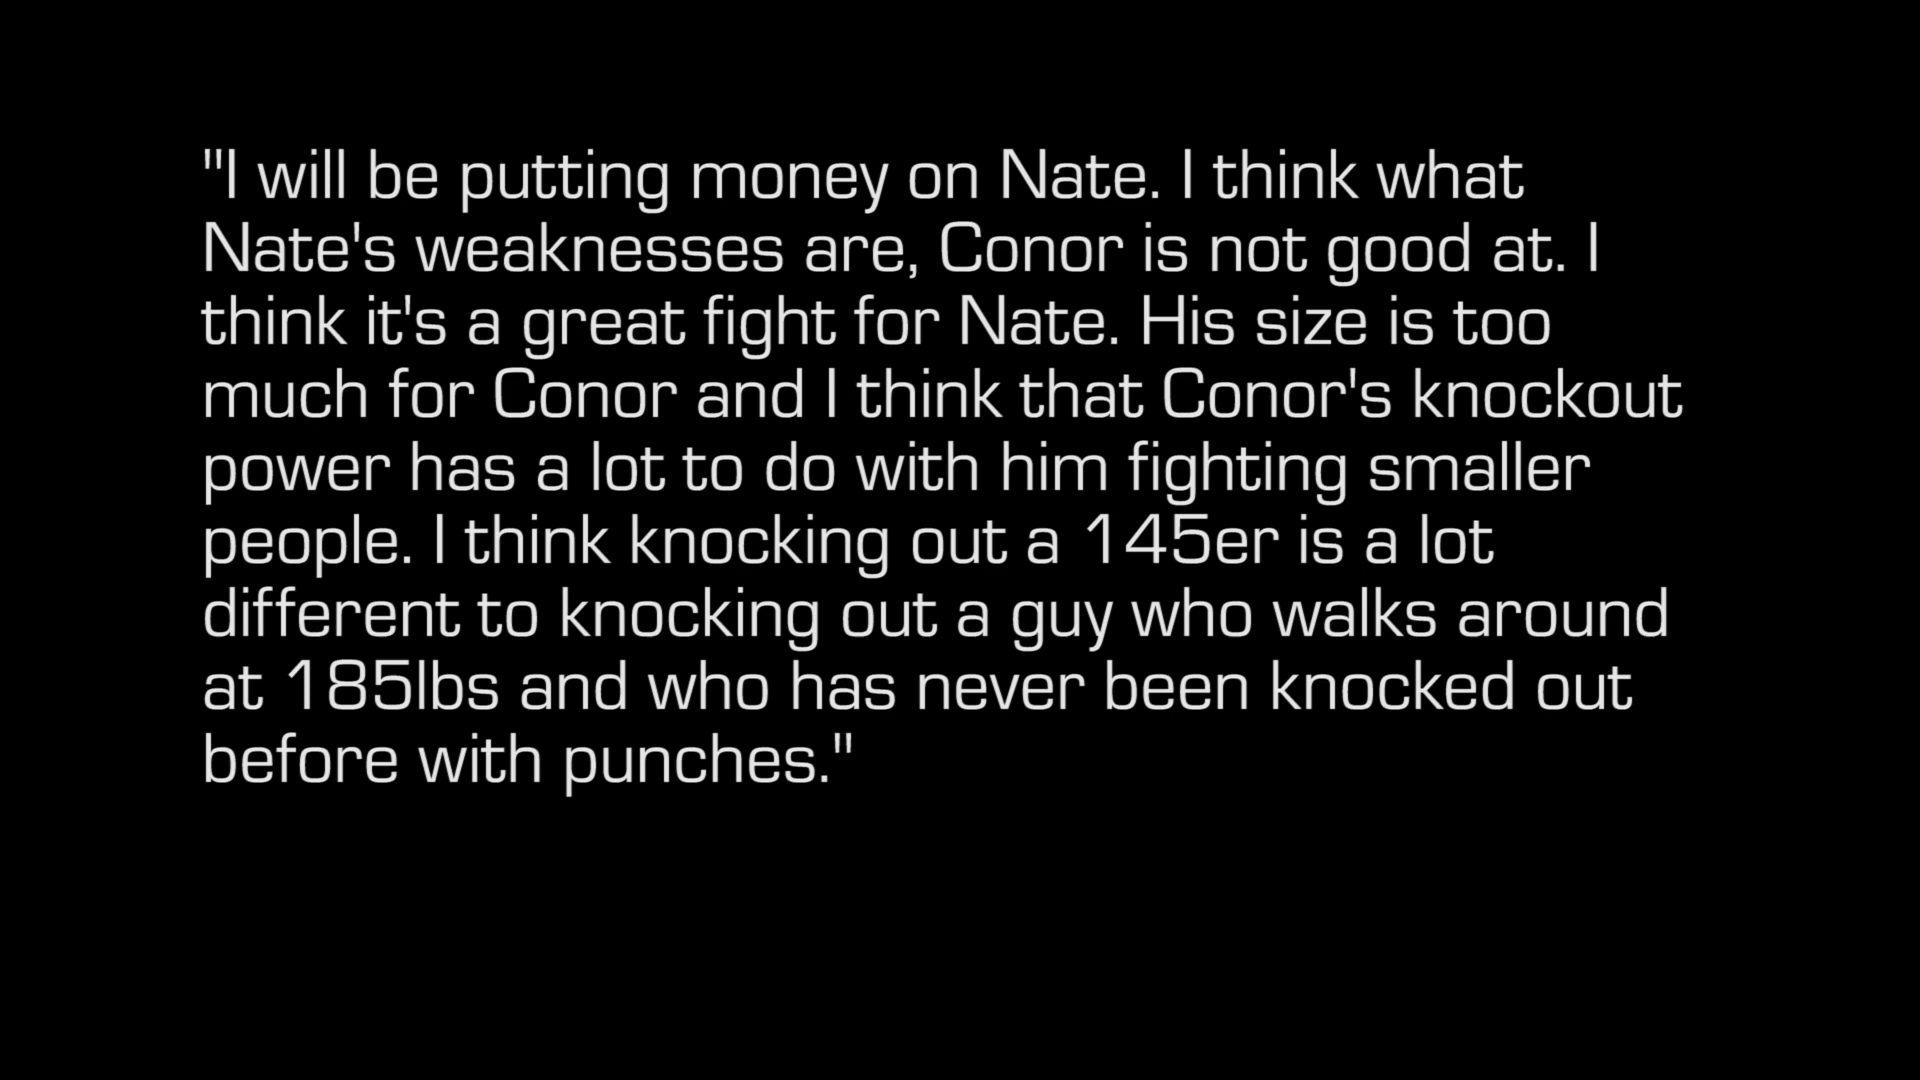 "I will be putting money on Nate. I think what
Nate's weaknesses are, Conor is not good at. I
think it's a great fight for Nate. His size is too
much for Conor and I think that Conor's knockout
power has a lot to do with him fighting smaller
people. I think knocking out a 145er is a lot
different to knocking out a guy who walks around
at 185lbs and who has never been knocked out
before with punches."